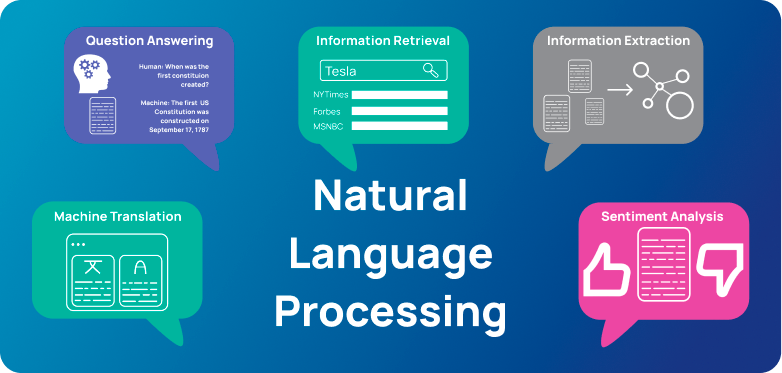 Question Answering
Human: When was the
first constituion
created?
Machine: The first US
Constitution was
constructed on
September 17, 1787
Information Retrieval
Tesla
NYTimes
Forbes
MSNBC
Information Extraction
Natural
Language
Processing
Machine Translation
文 A
Sentiment Analysis